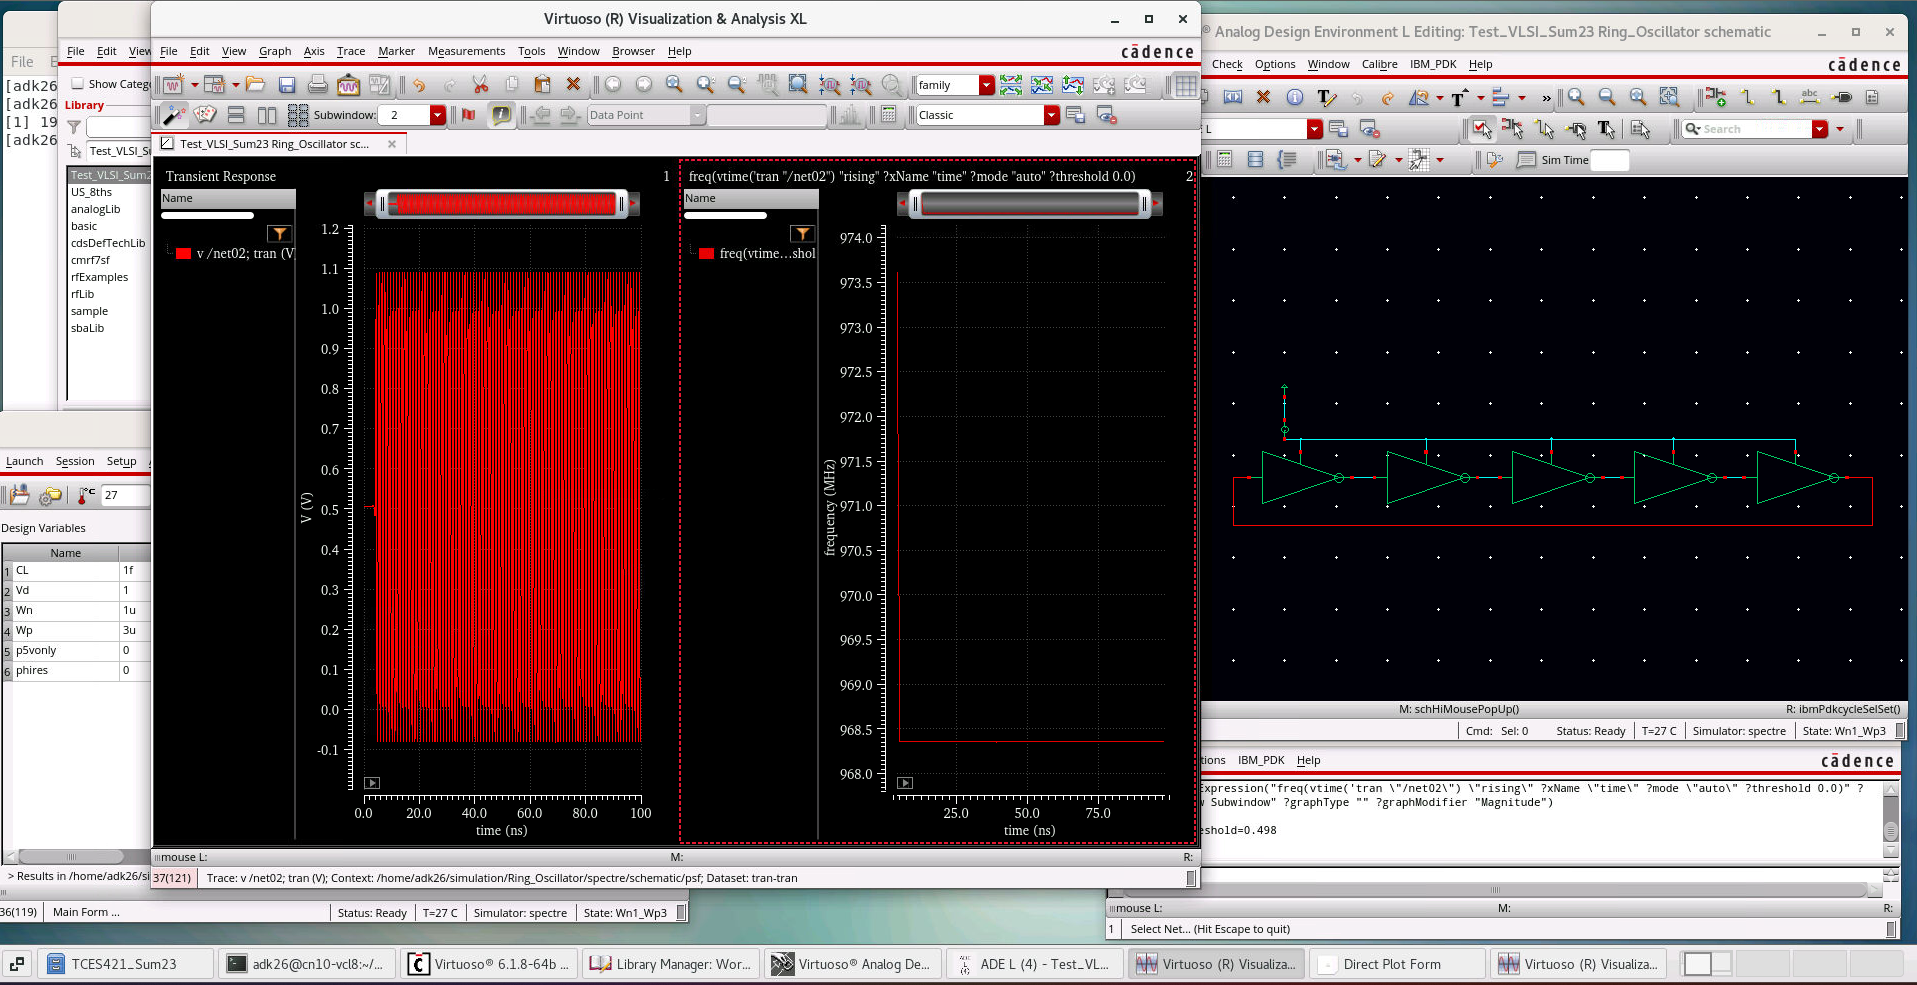 Virtuoso (R) Visualization & Analysis XL
File Edit View Graph Axis Trace Marker Measurements Tools Window Browser Help
cādence
family
Subwindow: 2
Data Point
Classic
Test_VLSI_Sum23 Ring_Oscillator sc...
Transient Response
1
Name
v /net02; tran (V)
1.2
1.1
1.0
0.9
0.8
0.7
0.6
0.5
0.4
0.3
0.2
0.1
0.0
-0.1
V (V)
0.0 20.0 40.0 60.0 80.0 100
time (ns)
freq(vtime('tran "/net02") "rising" ?xName "time" ?mode "auto" ?threshold 0.0)
2
Name
freq(vtime...shol
974.0
973.5
973.0
972.5
972.0
971.5
971.0
970.5
970.0
969.5
969.0
968.5
968.0
frequency (MHz)
25.0 50.0 75.0
time (ns)
mouse L: M: R:
37(121) Trace: v /net02; tran (V); Context: /home/adk26/simulation/Ring_Oscillator/spectre/schematic/psf; Dataset: tran-tran
File E
[adk26
[adk26
[1] 19
[adk26
File Edit View
Show Catego
Library
Test_VLSI_Su
Test_VLSI_Sum2
US_8ths
analogLib
basic
cdsDefTechLib
cmrf7sf
rfExamples
rfLib
sample
sbaLib
Launch Session Setup
°C 27
Design Variables
Name
1 CL 1f
2 Vd 1
3 Wn 1u
4 Wp 3u
5 p5vonly 0
6 phires 0
> Results in /home/adk26/si
36(119) Main Form ... Status: Ready T=27 C Simulator: spectre State: Wn1_Wp3
® Analog Design Environment L Editing: Test_VLSI_Sum23 Ring_Oscillator schematic
Check Options Window Calibre IBM_PDK Help
cādence
abc
L
Search
Sim Time
M: schHiMousePopUp() R: ibmPdkcycleSelSet()
Cmd: Sel: 0 Status: Ready T=27 C Simulator: spectre State: Wn1_Wp3
tions IBM_PDK Help
cādence
xpression("freq(vtime('tran \"/net02\") \"rising\" ?xName \"time\" ?mode \"auto\" ?threshold 0.0)" ?
w Subwindow" ?graphType "" ?graphModifier "Magnitude")
shold=0.498
mouse L: M: R:
1 Select Net... (Hit Escape to quit)
TCES421_Sum23
adk26@cn10-vcl8:~/...
Virtuoso® 6.1.8-64b ...
Library Manager: Wor...
Virtuoso® Analog De...
ADE L (4) - Test_VL...
Virtuoso (R) Visualiza...
Direct Plot Form
Virtuoso (R) Visualiza...